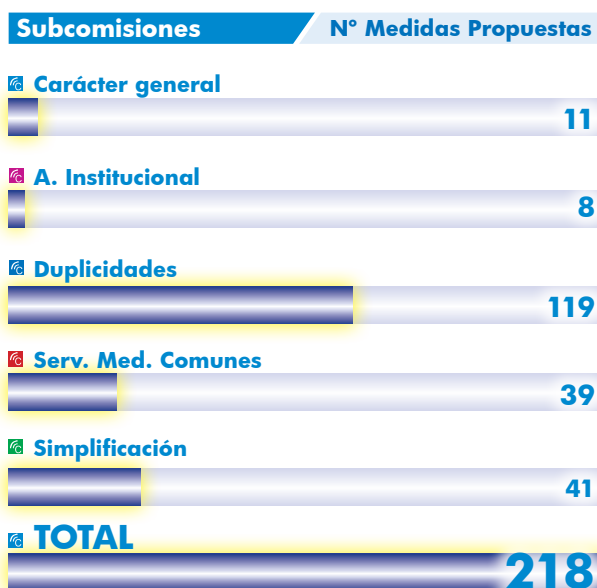 Subcomisiones Nº Medidas Propuestas
Carácter general
11
A. Institucional
8
Duplicidades
119
Serv. Med. Comunes
39
Simplificación
41
TOTAL
218